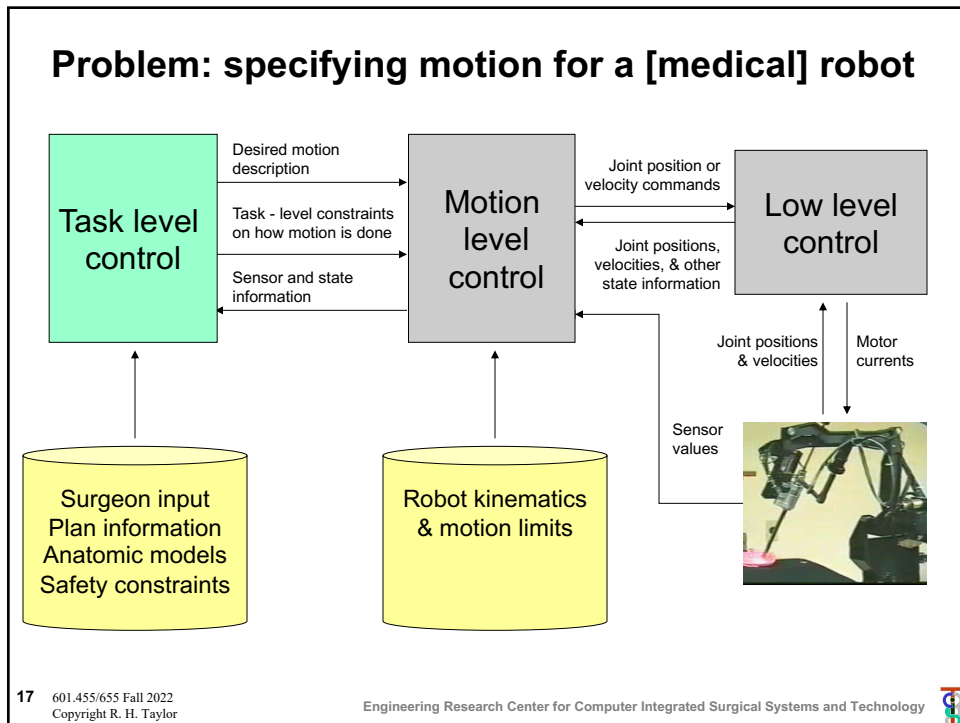 Problem: specifying motion for a [medical] robot
Task level
control
Desired motion
description
Task - level constraints
on how motion is done
Sensor and state
information
Motion
level
control
Joint position or
velocity commands
Joint positions,
velocities, & other
state information
Low level
control
Joint positions
& velocities
Motor
currents
Sensor
values
Surgeon input
Plan information
Anatomic models
Safety constraints
Robot kinematics
& motion limits
17 601.455/655 Fall 2022
Copyright R. H. Taylor
Engineering Research Center for Computer Integrated Surgical Systems and Technology